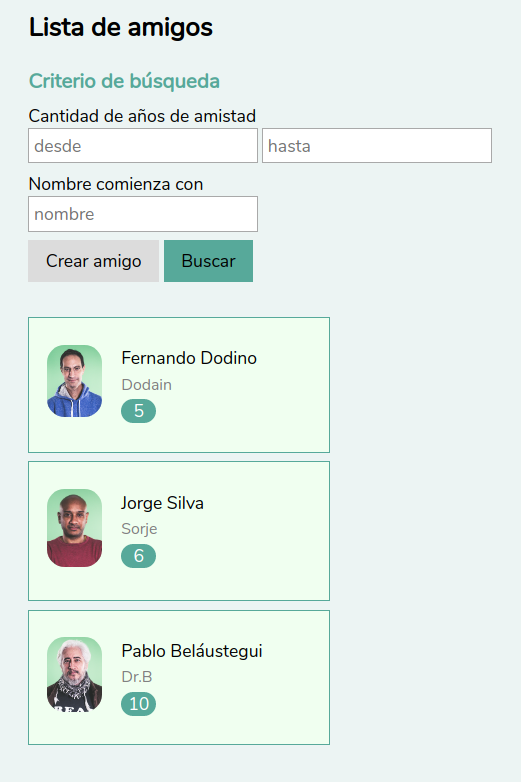 Lista de amigos
Criterio de búsqueda
Cantidad de años de amistad
desde hasta
Nombre comienza con
nombre
Crear amigo Buscar
Fernando Dodino
Dodain
5
Jorge Silva
Sorje
6
Pablo Beláustegui
Dr.B
10